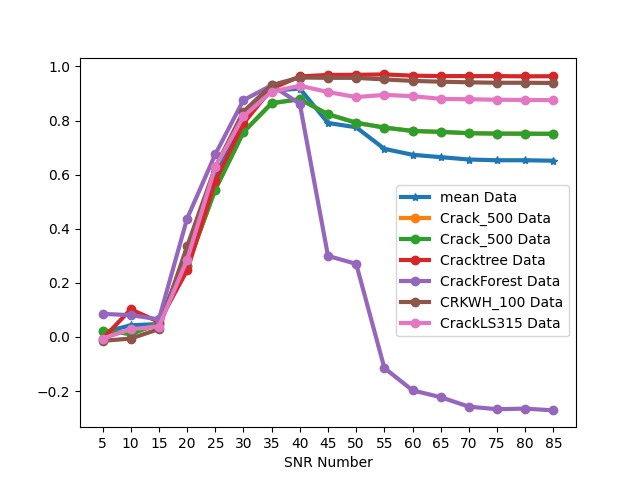 1.0
0.8
0.6
0.4
0.2
0.0
−0.2
mean Data
Crack_500 Data
Crack_500 Data
Cracktree Data
CrackForest Data
CRKWH_100 Data
CrackLS315 Data
5 10 15 20 25 30 35 40 45 50 55 60 65 70 75 80 85
SNR Number